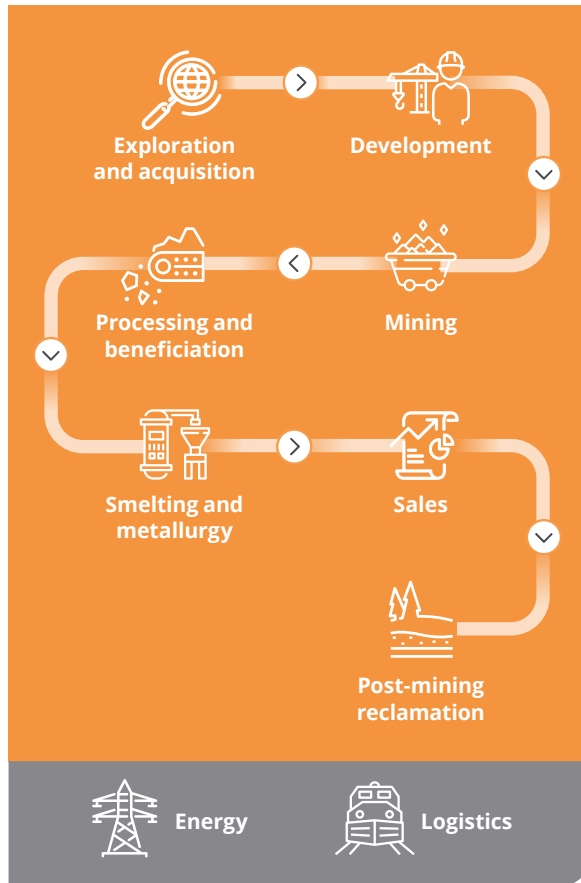 Exploration
and acquisition
Development
Processing and
beneficiation
Mining
Smelting and
metallurgy
Sales
Post-mining
reclamation
Energy
Logistics